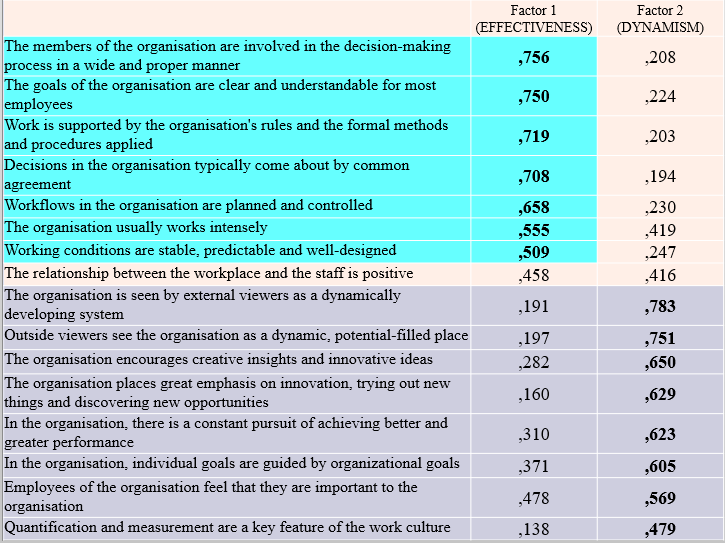 Factor 1 Factor 2
(EFFECTIVENESS) (DYNAMISM)
The members of the organisation are involved in the decision-making
process in a wide and proper manner ,756 ,208
The goals of the organisation are clear and understandable for most
employees ,750 ,224
Work is supported by the organisation's rules and the formal methods
and procedures applied ,719 ,203
Decisions in the organisation typically come about by common
agreement ,708 ,194
Workflows in the organisation are planned and controlled ,658 ,230
The organisation usually works intensely ,555 ,419
Working conditions are stable, predictable and well-designed ,509 ,247
The relationship between the workplace and the staff is positive ,458 ,416
The organisation is seen by external viewers as a dynamically
developing system ,191 ,783
Outside viewers see the organisation as a dynamic, potential-filled place ,197 ,751
The organisation encourages creative insights and innovative ideas ,282 ,650
The organisation places great emphasis on innovation, trying out new
things and discovering new opportunities ,160 ,629
In the organisation, there is a constant pursuit of achieving better and
greater performance ,310 ,623
In the organisation, individual goals are guided by organizational goals ,371 ,605
Employees of the organisation feel that they are important to the
organisation ,478 ,569
Quantification and measurement are a key feature of the work culture ,138 ,479